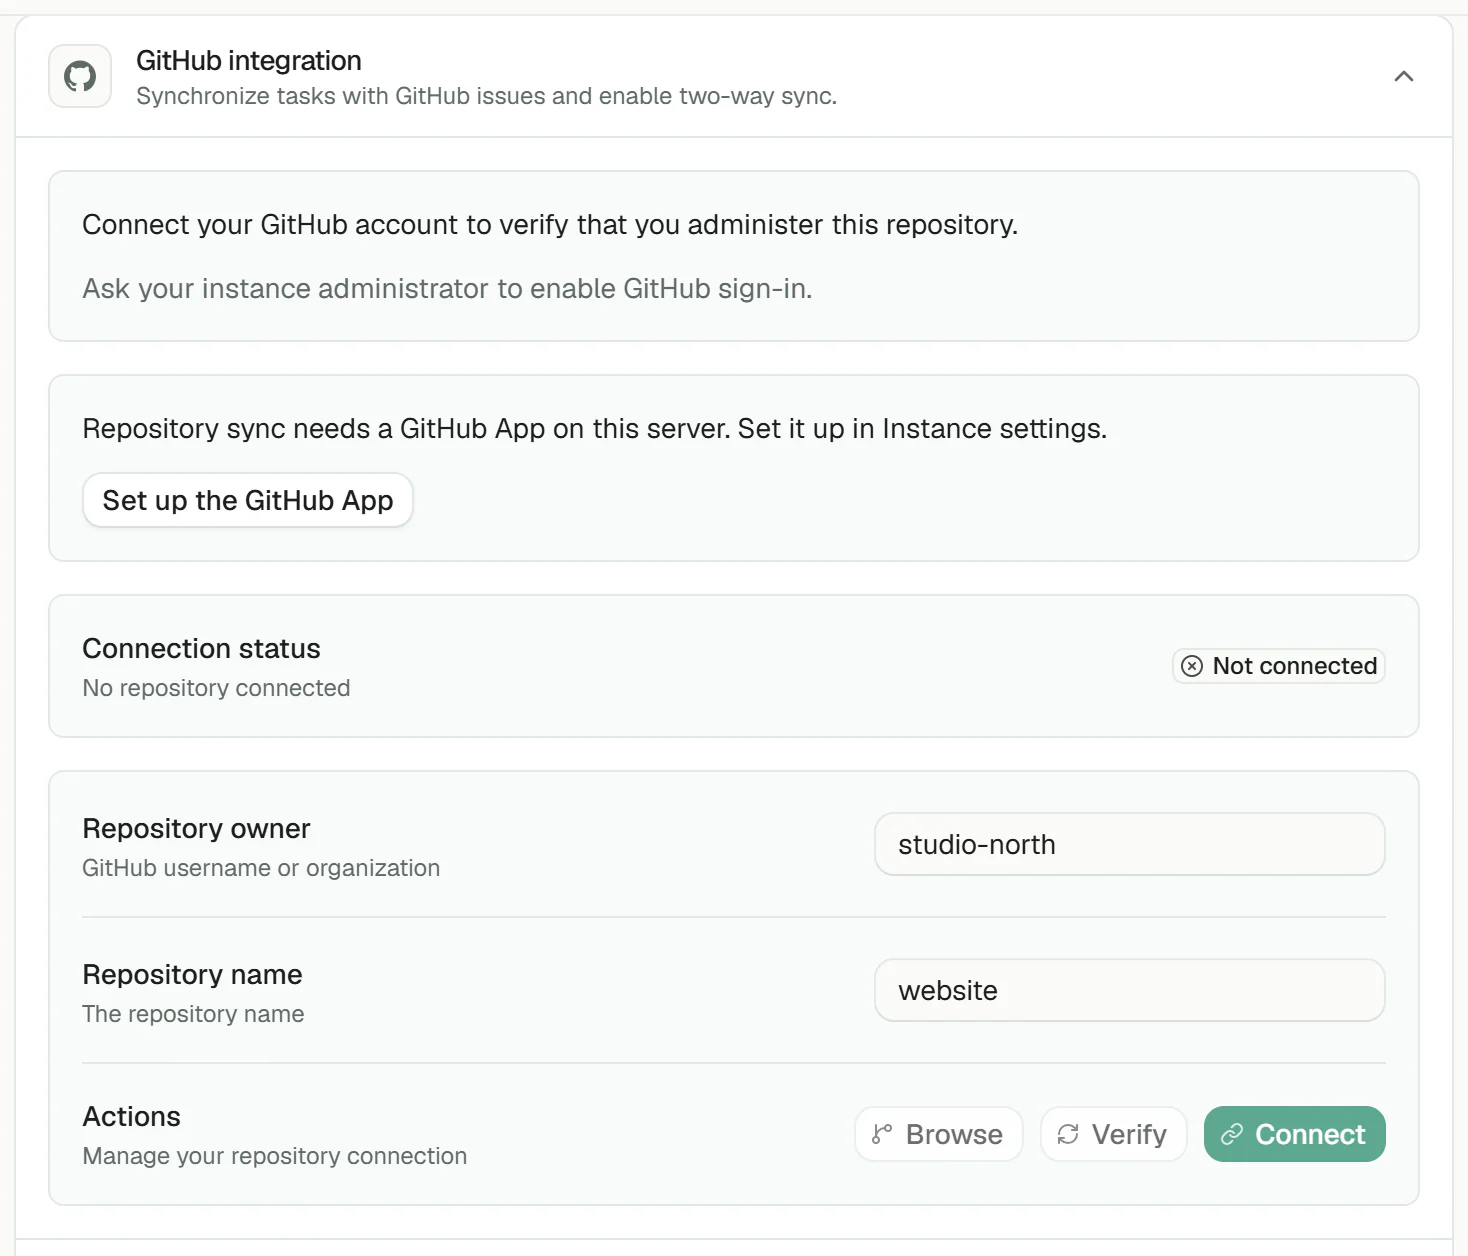 GitHub integration
Synchronize tasks with GitHub issues and enable two-way sync.
Connect your GitHub account to verify that you administer this repository.
Ask your instance administrator to enable GitHub sign-in.
Repository sync needs a GitHub App on this server. Set it up in Instance settings.
Set up the GitHub App
Connection status
No repository connected
Not connected
Repository owner
GitHub username or organization
studio-north
Repository name
The repository name
website
Actions
Manage your repository connection
Browse
Verify
Connect